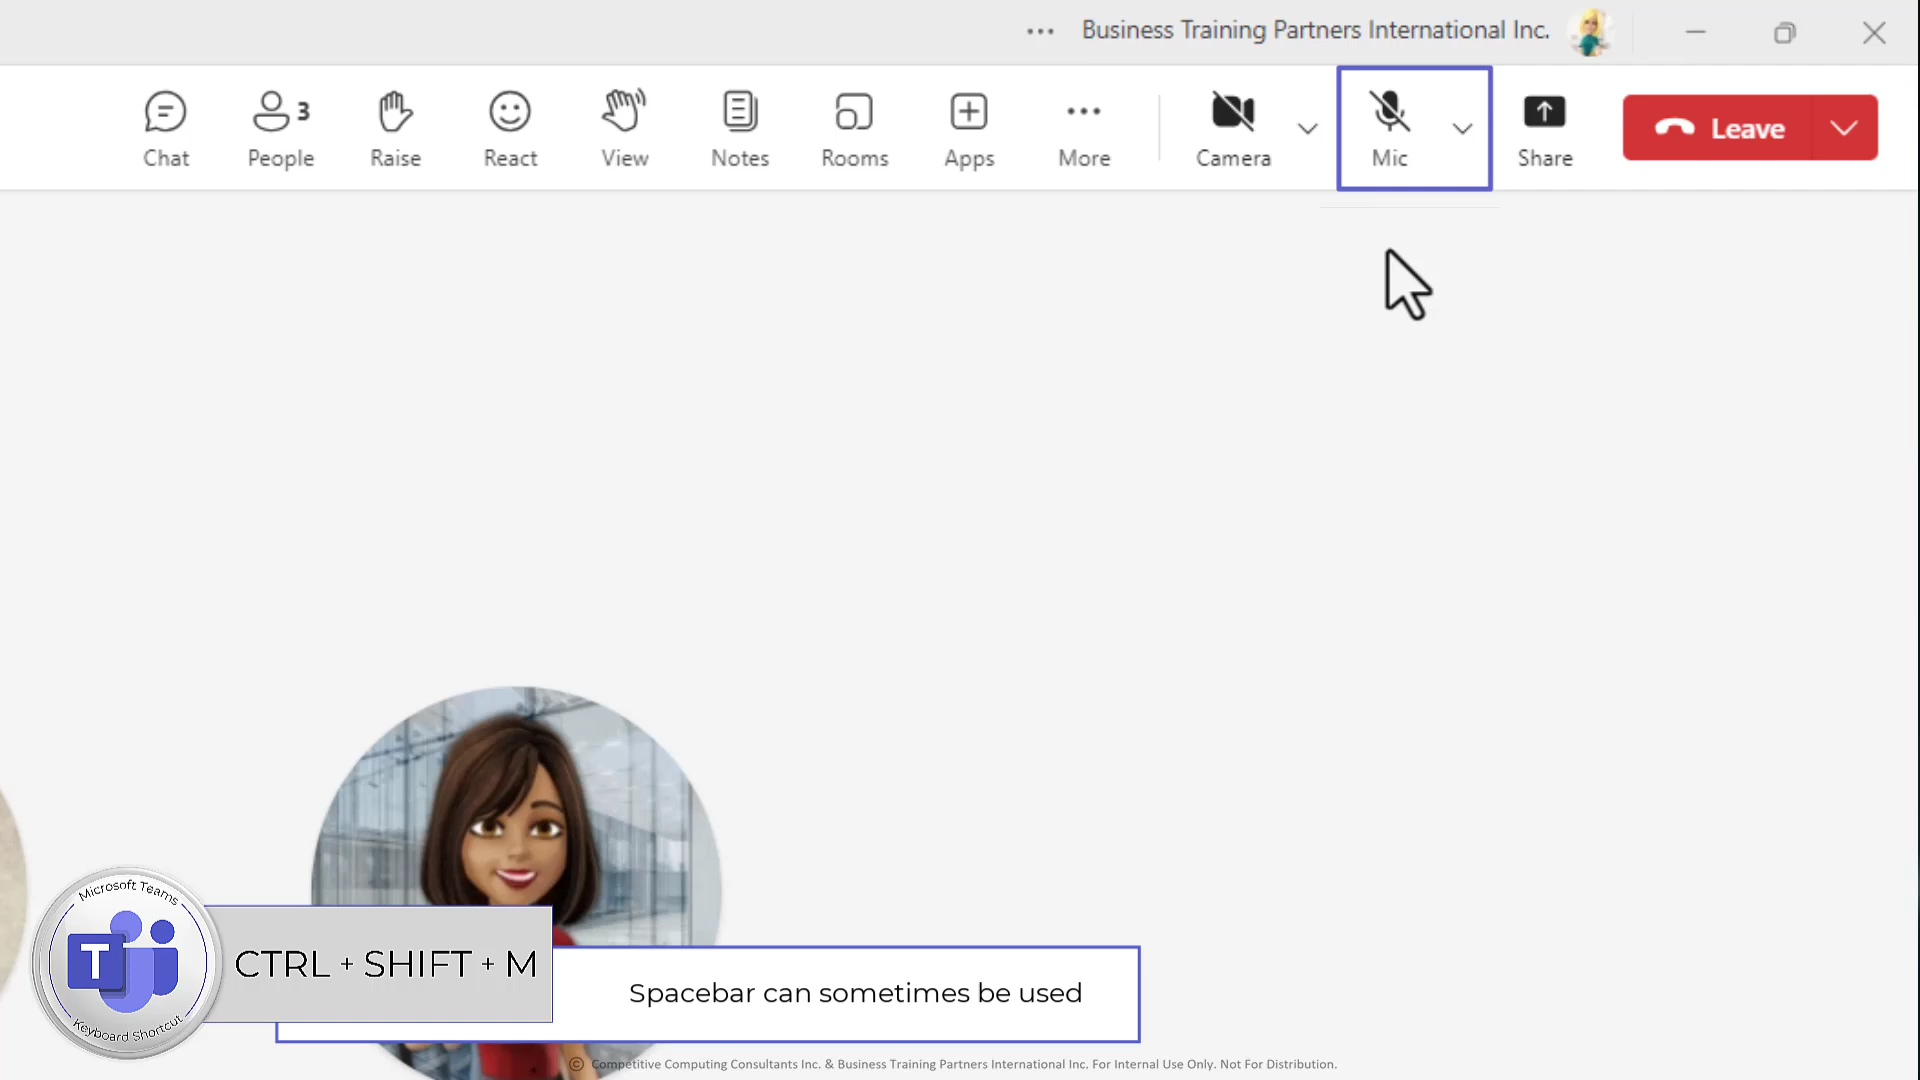 Business Training Partners International Inc.
Chat
People
3
Raise
React
View
Notes
Rooms
Apps
More
Camera
Mic
Share
Leave
Microsoft Teams
T
Keyboard Shortcut
CTRL + SHIFT + M
Spacebar can sometimes be used
© Competitive Computing Consultants Inc. & Business Training Partners International Inc. For Internal Use Only. Not For Distribution.